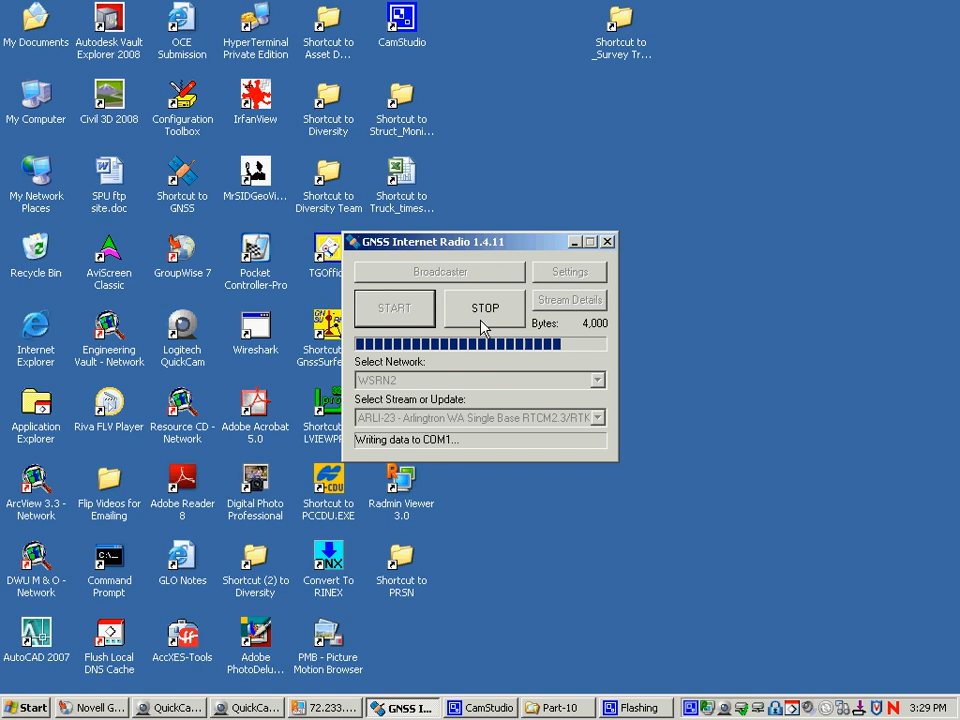 My Documents
Autodesk Vault
Explorer 2008
OCE
Submission
HyperTerminal
Private Edition
Shortcut to
Asset D...
CamStudio
Shortcut to
_Survey Tr...
My Computer
Civil 3D 2008
Configuration
Toolbox
IrfanView
Shortcut to
Diversity
Shortcut to
Struct_Moni...
My Network
Places
SPU ftp
site.doc
Shortcut to
GNSS
MrSIDGeoVi...
Shortcut to
Diversity Team
Shortcut to
Truck_times...
Recycle Bin
AviScreen
Classic
GroupWise 7
Pocket
Controller-Pro
TGOffic
GNSS Internet Radio 1.4.11
Broadcaster
Settings
START
STOP
Stream Details
Bytes: 4,000
Select Network:
WSRN2
Select Stream or Update:
ARLI-23 - Arlingtron WA Single Base RTCM2.3/RTK
Writing data to COM1...
Internet
Explorer
Engineering
Vault - Network
Logitech
QuickCam
Wireshark
Shortcu
GnssSurfe
Application
Explorer
Riva FLV Player
Resource CD -
Network
Adobe Acrobat
5.0
Shortcu
LVIEWPR
ArcView 3.3 -
Network
Flip Videos for
Emailing
Adobe Reader
8
Digital Photo
Professional
Shortcut to
PCCDU.EXE
Radmin Viewer
3.0
DWU M & O -
Network
Command
Prompt
GLO Notes
Shortcut (2) to
Diversity
Convert To
RINEX
Shortcut to
PRSN
AutoCAD 2007
Flush Local
DNS Cache
AccXES-Tools
Adobe
PhotoDelu...
PMB - Picture
Motion Browser
Start
Novell G...
QuickCa...
QuickCa...
72.233....
GNSS I...
CamStudio
Part-10
Flashing
3:29 PM